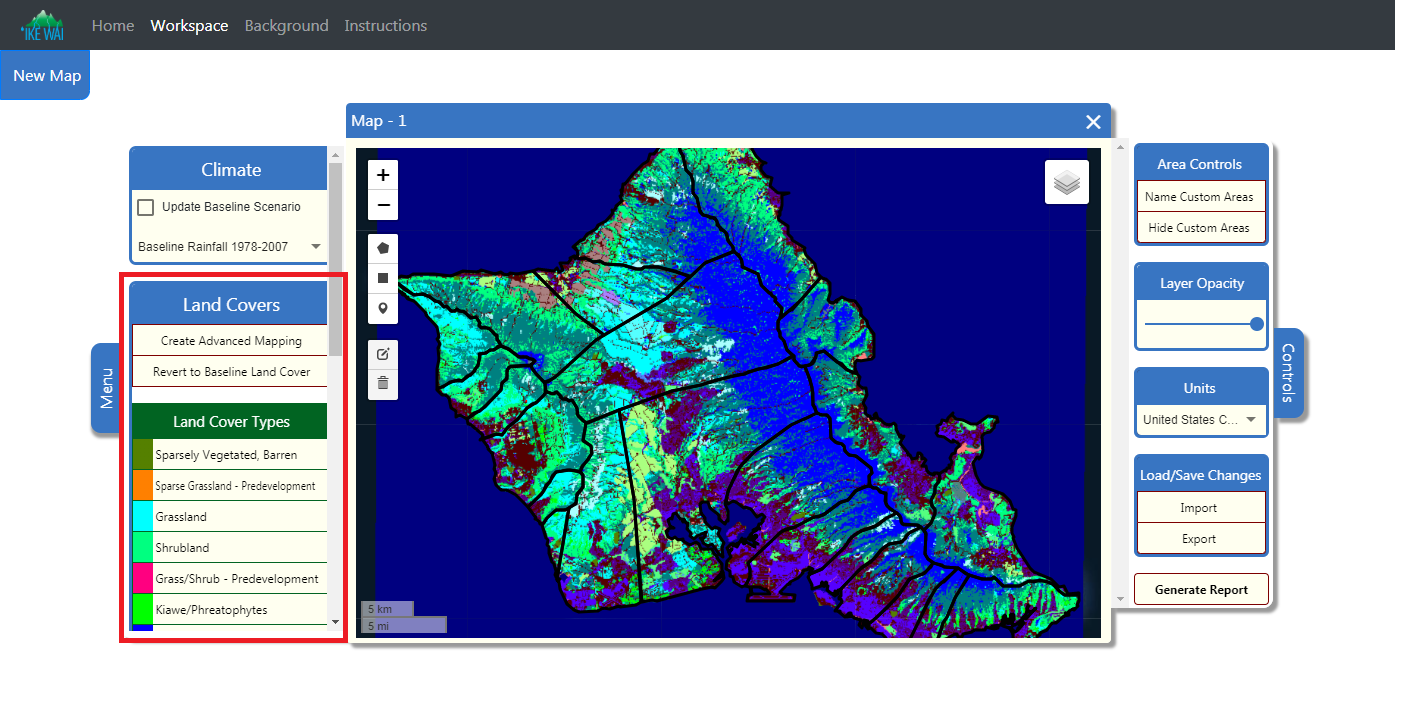 'IKE WAI
Home
Workspace
Background
Instructions
New Map
Map - 1
Climate
Update Baseline Scenario
Baseline Rainfall 1978-2007
Land Covers
Create Advanced Mapping
Revert to Baseline Land Cover
Land Cover Types
Sparsely Vegetated, Barren
Sparse Grassland - Predevelopment
Grassland
Shrubland
Grass/Shrub - Predevelopment
Kiawe/Phreatophytes
Menu
+
−
5 km
5 mi
Area Controls
Name Custom Areas
Hide Custom Areas
Layer Opacity
Units
United States C...
Load/Save Changes
Import
Export
Generate Report
Controls